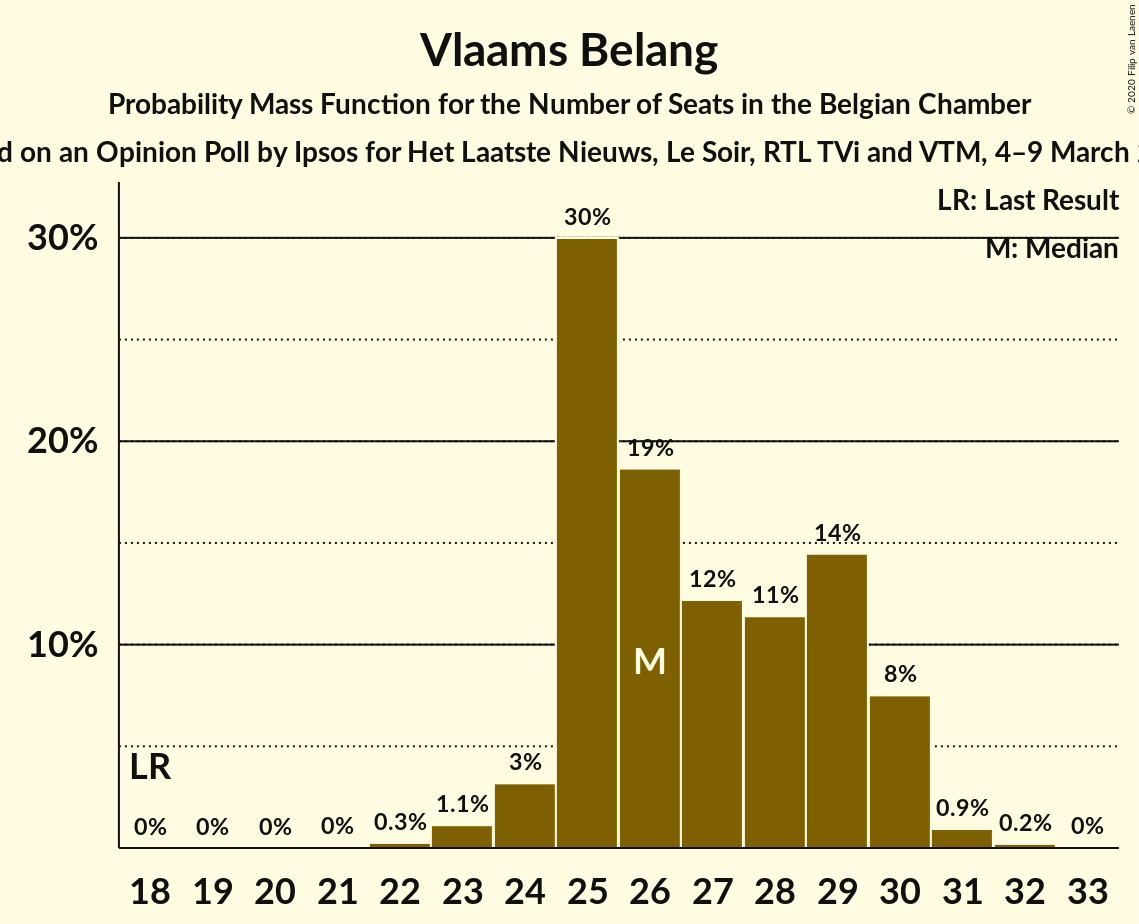 Vlaams Belang
Probability Mass Function for the Number of Seats in the Belgian Chamber
d on an Opinion Poll by Ipsos for Het Laatste Nieuws, Le Soir, RTL TVi and VTM, 4–9 March
© 2020 Filip van Laenen
LR: Last Result
M: Median
30%
20%
10%
LR
M
0% 0% 0% 0% 0.3% 1.1% 3% 30% 19% 12% 11% 14% 8% 0.9% 0.2% 0%
18 19 20 21 22 23 24 25 26 27 28 29 30 31 32 33